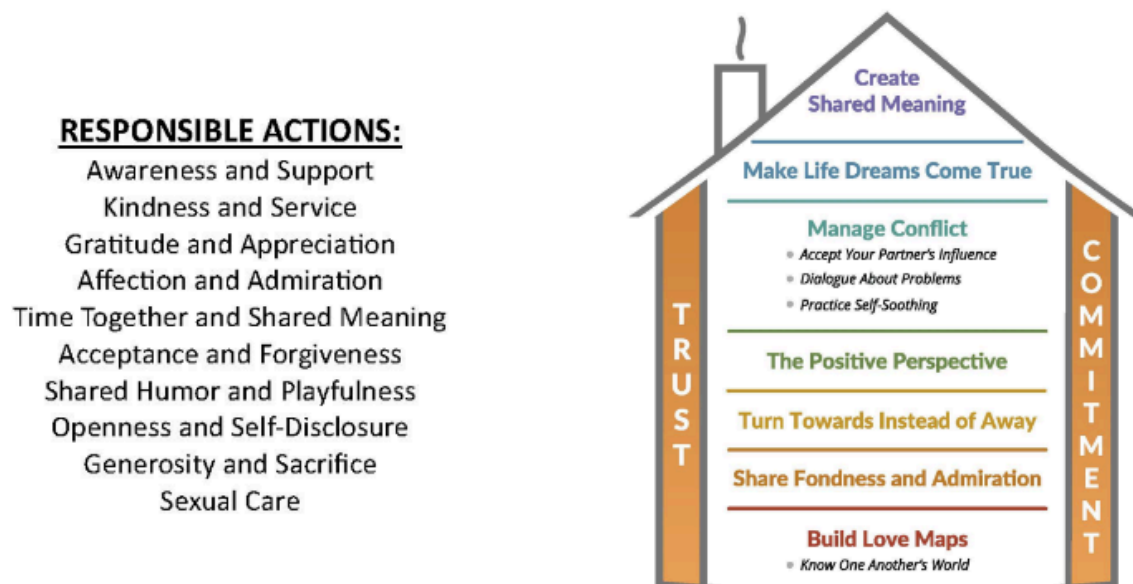 RESPONSIBLE ACTIONS:
Awareness and Support
Kindness and Service
Gratitude and Appreciation
Affection and Admiration
Time Together and Shared Meaning
Acceptance and Forgiveness
Shared Humor and Playfulness
Openness and Self-Disclosure
Generosity and Sacrifice
Sexual Care
Create
Shared Meaning
Make Life Dreams Come True
Manage Conflict
Accept Your Partner's Influence
Dialogue About Problems
Practice Self-Soothing
The Positive Perspective
Turn Towards Instead of Away
Share Fondness and Admiration
Build Love Maps
Know One Another's World
TRUST
COMMITMENT